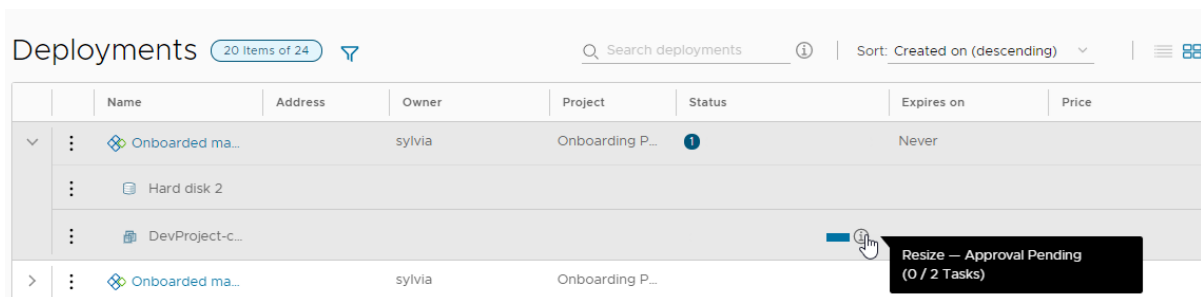 Deployments 20 Items of 24 Search deployments Sort: Created on (descending)
Name Address Owner Project Status Expires on Price
Onboarded ma... sylvia Onboarding P... 1 Never
Hard disk 2
DevProject-c...
Resize — Approval Pending
(0 / 2 Tasks)
Onboarded ma... sylvia Onboarding P...